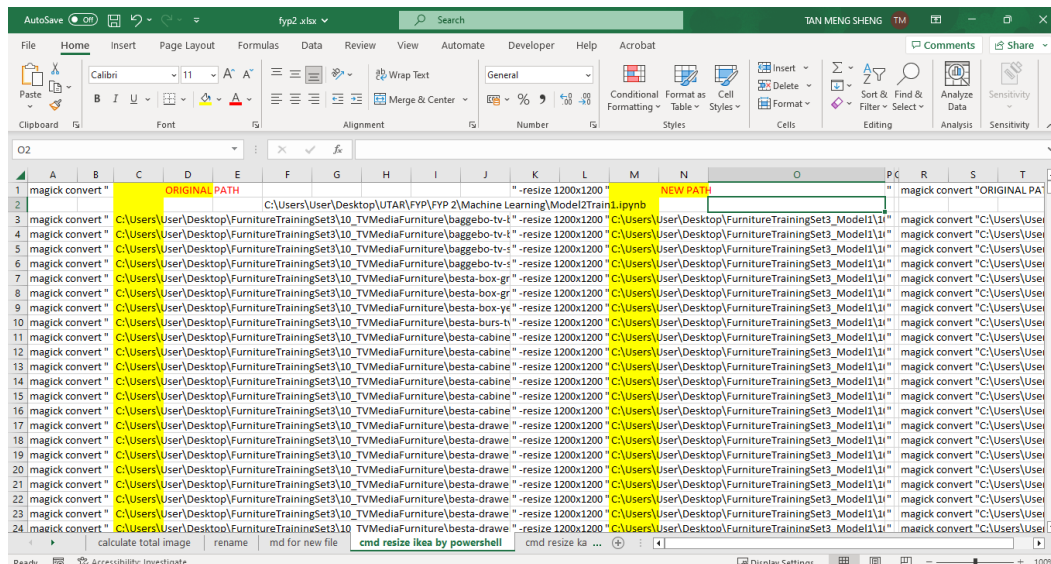 AutoSave Off fyp2 .xlsx Search TAN MENG SHENG TM
File Home Insert Page Layout Formulas Data Review View Automate Developer Help Acrobat Comments Share
Paste Calibri 11 A A Wrap Text General Conditional Format as Cell Insert Sort & Find & Analyze Sensitivity
B I U A Merge & Center % Formatting Table Styles Delete Format Filter Select Data
Clipboard Font Alignment Number Styles Cells Editing Analysis Sensitivity
O2 fx
A B C D E F G H I J K L M N O P R S T
1 magick convert " ORIGINAL PATH " -resize 1200x1200 " NEW PATH " magick convert "ORIGINAL PA
2 C:\Users\User\Desktop\UTAR\FYP\FYP 2\Machine Learning\Model2Train1.ipynb
3 magick convert " C:\Users\User\Desktop\FurnitureTrainingSet3\10_TVMediaFurniture\baggebo-tv-b " -resize 1200x1200 " C:\Users\User\Desktop\FurnitureTrainingSet3_Model1\1 " magick convert "C:\Users\User
4 magick convert " C:\Users\User\Desktop\FurnitureTrainingSet3\10_TVMediaFurniture\baggebo-tv-b " -resize 1200x1200 " C:\Users\User\Desktop\FurnitureTrainingSet3_Model1\1 " magick convert "C:\Users\User
5 magick convert " C:\Users\User\Desktop\FurnitureTrainingSet3\10_TVMediaFurniture\baggebo-tv-s " -resize 1200x1200 " C:\Users\User\Desktop\FurnitureTrainingSet3_Model1\1 " magick convert "C:\Users\User
6 magick convert " C:\Users\User\Desktop\FurnitureTrainingSet3\10_TVMediaFurniture\baggebo-tv-s " -resize 1200x1200 " C:\Users\User\Desktop\FurnitureTrainingSet3_Model1\1 " magick convert "C:\Users\User
7 magick convert " C:\Users\User\Desktop\FurnitureTrainingSet3\10_TVMediaFurniture\besta-box-gr " -resize 1200x1200 " C:\Users\User\Desktop\FurnitureTrainingSet3_Model1\1 " magick convert "C:\Users\User
8 magick convert " C:\Users\User\Desktop\FurnitureTrainingSet3\10_TVMediaFurniture\besta-box-gr " -resize 1200x1200 " C:\Users\User\Desktop\FurnitureTrainingSet3_Model1\1 " magick convert "C:\Users\User
9 magick convert " C:\Users\User\Desktop\FurnitureTrainingSet3\10_TVMediaFurniture\besta-box-ye " -resize 1200x1200 " C:\Users\User\Desktop\FurnitureTrainingSet3_Model1\1 " magick convert "C:\Users\User
10 magick convert " C:\Users\User\Desktop\FurnitureTrainingSet3\10_TVMediaFurniture\besta-burs-tv " -resize 1200x1200 " C:\Users\User\Desktop\FurnitureTrainingSet3_Model1\1 " magick convert "C:\Users\User
11 magick convert " C:\Users\User\Desktop\FurnitureTrainingSet3\10_TVMediaFurniture\besta-cabine " -resize 1200x1200 " C:\Users\User\Desktop\FurnitureTrainingSet3_Model1\1 " magick convert "C:\Users\User
12 magick convert " C:\Users\User\Desktop\FurnitureTrainingSet3\10_TVMediaFurniture\besta-cabine " -resize 1200x1200 " C:\Users\User\Desktop\FurnitureTrainingSet3_Model1\1 " magick convert "C:\Users\User
13 magick convert " C:\Users\User\Desktop\FurnitureTrainingSet3\10_TVMediaFurniture\besta-cabine " -resize 1200x1200 " C:\Users\User\Desktop\FurnitureTrainingSet3_Model1\1 " magick convert "C:\Users\User
14 magick convert " C:\Users\User\Desktop\FurnitureTrainingSet3\10_TVMediaFurniture\besta-cabine " -resize 1200x1200 " C:\Users\User\Desktop\FurnitureTrainingSet3_Model1\1 " magick convert "C:\Users\User
15 magick convert " C:\Users\User\Desktop\FurnitureTrainingSet3\10_TVMediaFurniture\besta-cabine " -resize 1200x1200 " C:\Users\User\Desktop\FurnitureTrainingSet3_Model1\1 " magick convert "C:\Users\User
16 magick convert " C:\Users\User\Desktop\FurnitureTrainingSet3\10_TVMediaFurniture\besta-cabine " -resize 1200x1200 " C:\Users\User\Desktop\FurnitureTrainingSet3_Model1\1 " magick convert "C:\Users\User
17 magick convert " C:\Users\User\Desktop\FurnitureTrainingSet3\10_TVMediaFurniture\besta-drawe " -resize 1200x1200 " C:\Users\User\Desktop\FurnitureTrainingSet3_Model1\1 " magick convert "C:\Users\User
18 magick convert " C:\Users\User\Desktop\FurnitureTrainingSet3\10_TVMediaFurniture\besta-drawe " -resize 1200x1200 " C:\Users\User\Desktop\FurnitureTrainingSet3_Model1\1 " magick convert "C:\Users\User
19 magick convert " C:\Users\User\Desktop\FurnitureTrainingSet3\10_TVMediaFurniture\besta-drawe " -resize 1200x1200 " C:\Users\User\Desktop\FurnitureTrainingSet3_Model1\1 " magick convert "C:\Users\User
20 magick convert " C:\Users\User\Desktop\FurnitureTrainingSet3\10_TVMediaFurniture\besta-drawe " -resize 1200x1200 " C:\Users\User\Desktop\FurnitureTrainingSet3_Model1\1 " magick convert "C:\Users\User
21 magick convert " C:\Users\User\Desktop\FurnitureTrainingSet3\10_TVMediaFurniture\besta-drawe " -resize 1200x1200 " C:\Users\User\Desktop\FurnitureTrainingSet3_Model1\1 " magick convert "C:\Users\User
22 magick convert " C:\Users\User\Desktop\FurnitureTrainingSet3\10_TVMediaFurniture\besta-drawe " -resize 1200x1200 " C:\Users\User\Desktop\FurnitureTrainingSet3_Model1\1 " magick convert "C:\Users\User
23 magick convert " C:\Users\User\Desktop\FurnitureTrainingSet3\10_TVMediaFurniture\besta-drawe " -resize 1200x1200 " C:\Users\User\Desktop\FurnitureTrainingSet3_Model1\1 " magick convert "C:\Users\User
24 magick convert " C:\Users\User\Desktop\FurnitureTrainingSet3\10_TVMediaFurniture\besta-drawe " -resize 1200x1200 " C:\Users\User\Desktop\FurnitureTrainingSet3_Model1\1 " magick convert "C:\Users\User
calculate total image rename md for new file cmd resize ikea by powershell cmd resize ka ...
Ready Accessibility: Investigate Display Settings 100%